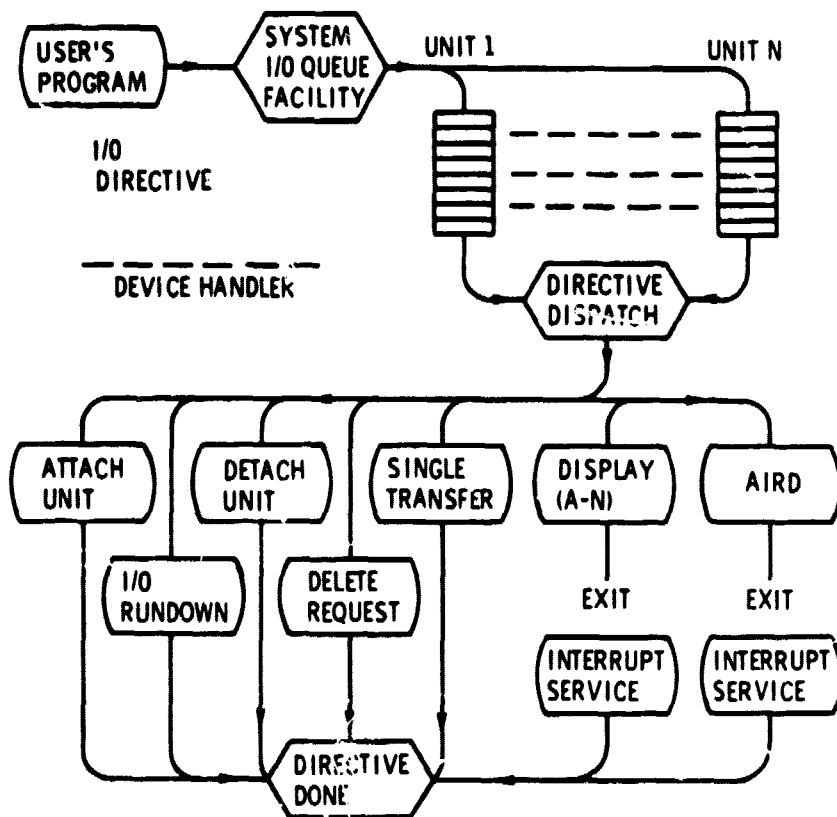 USER'S
PROGRAM
SYSTEM
I/O QUEUE
FACILITY
UNIT 1
UNIT N
I/O
DIRECTIVE
DEVICE HANDLER
DIRECTIVE
DISPATCH
ATTACH
UNIT
DETACH
UNIT
SINGLE
TRANSFER
DISPLAY
(A-N)
AIRD
I/O
RUNDOWN
DELETE
REQUEST
EXIT
EXIT
INTERRUPT
SERVICE
INTERRUPT
SERVICE
DIRECTIVE
DONE